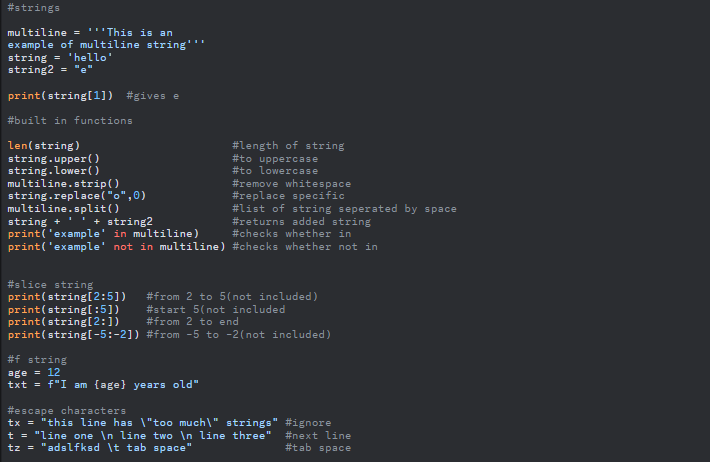 #strings
multiline = '''This is an
example of multiline string'''
string = 'hello'
string2 = "e"
print(string[1])  #gives e
#built in functions
len(string)                       #length of string
string.upper()                    #to uppercase
string.lower()                    #to lowercase
multiline.strip()                 #remove whitespace
string.replace("o",0)             #replace specific
multiline.split()                 #list of string seperated by space
string + ' ' + string2            #returns added string
print('example' in multiline)     #checks whether in
print('example' not in multiline) #checks whether not in
#slice string
print(string[2:5])   #from 2 to 5(not included)
print(string[:5])    #start 5(not included
print(string[2:])    #from 2 to end
print(string[-5:-2]) #from -5 to -2(not included)
#f string
age = 12
txt = f"I am {age} years old"
#escape characters
tx = "this line has \"too much\" strings" #ignore
t = "line one \n line two \n line three"  #next line
tz = "adslfksd \t tab space"              #tab space